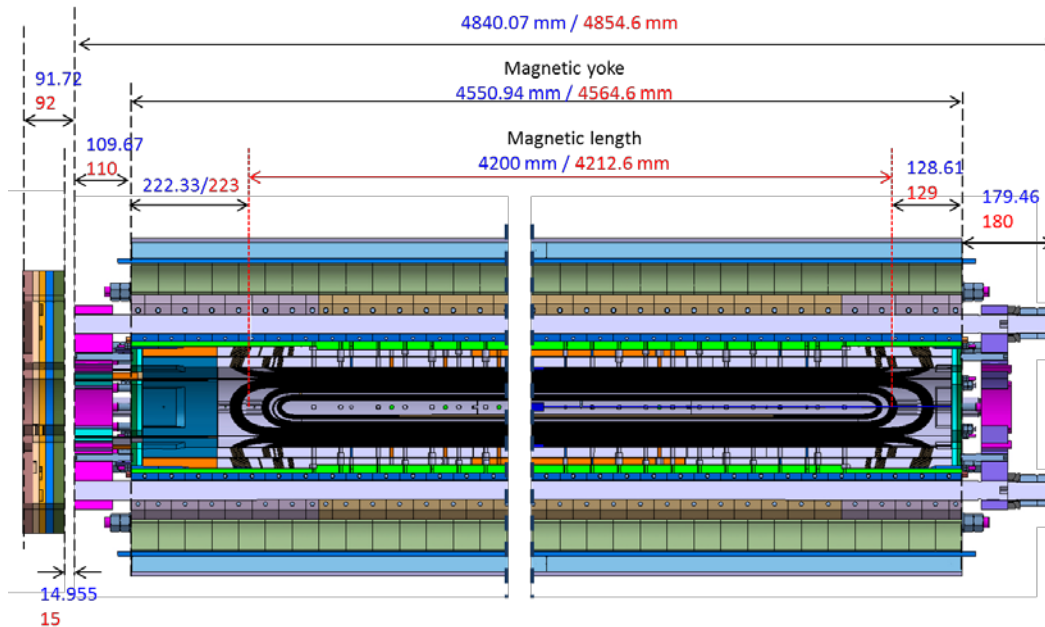 4840.07 mm / 4854.6 mm
Magnetic yoke
4550.94 mm / 4564.6 mm
91.72
92
Magnetic length
4200 mm / 4212.6 mm
109.67
110
128.61
129
222.33/223
179.46
180
14.955
15